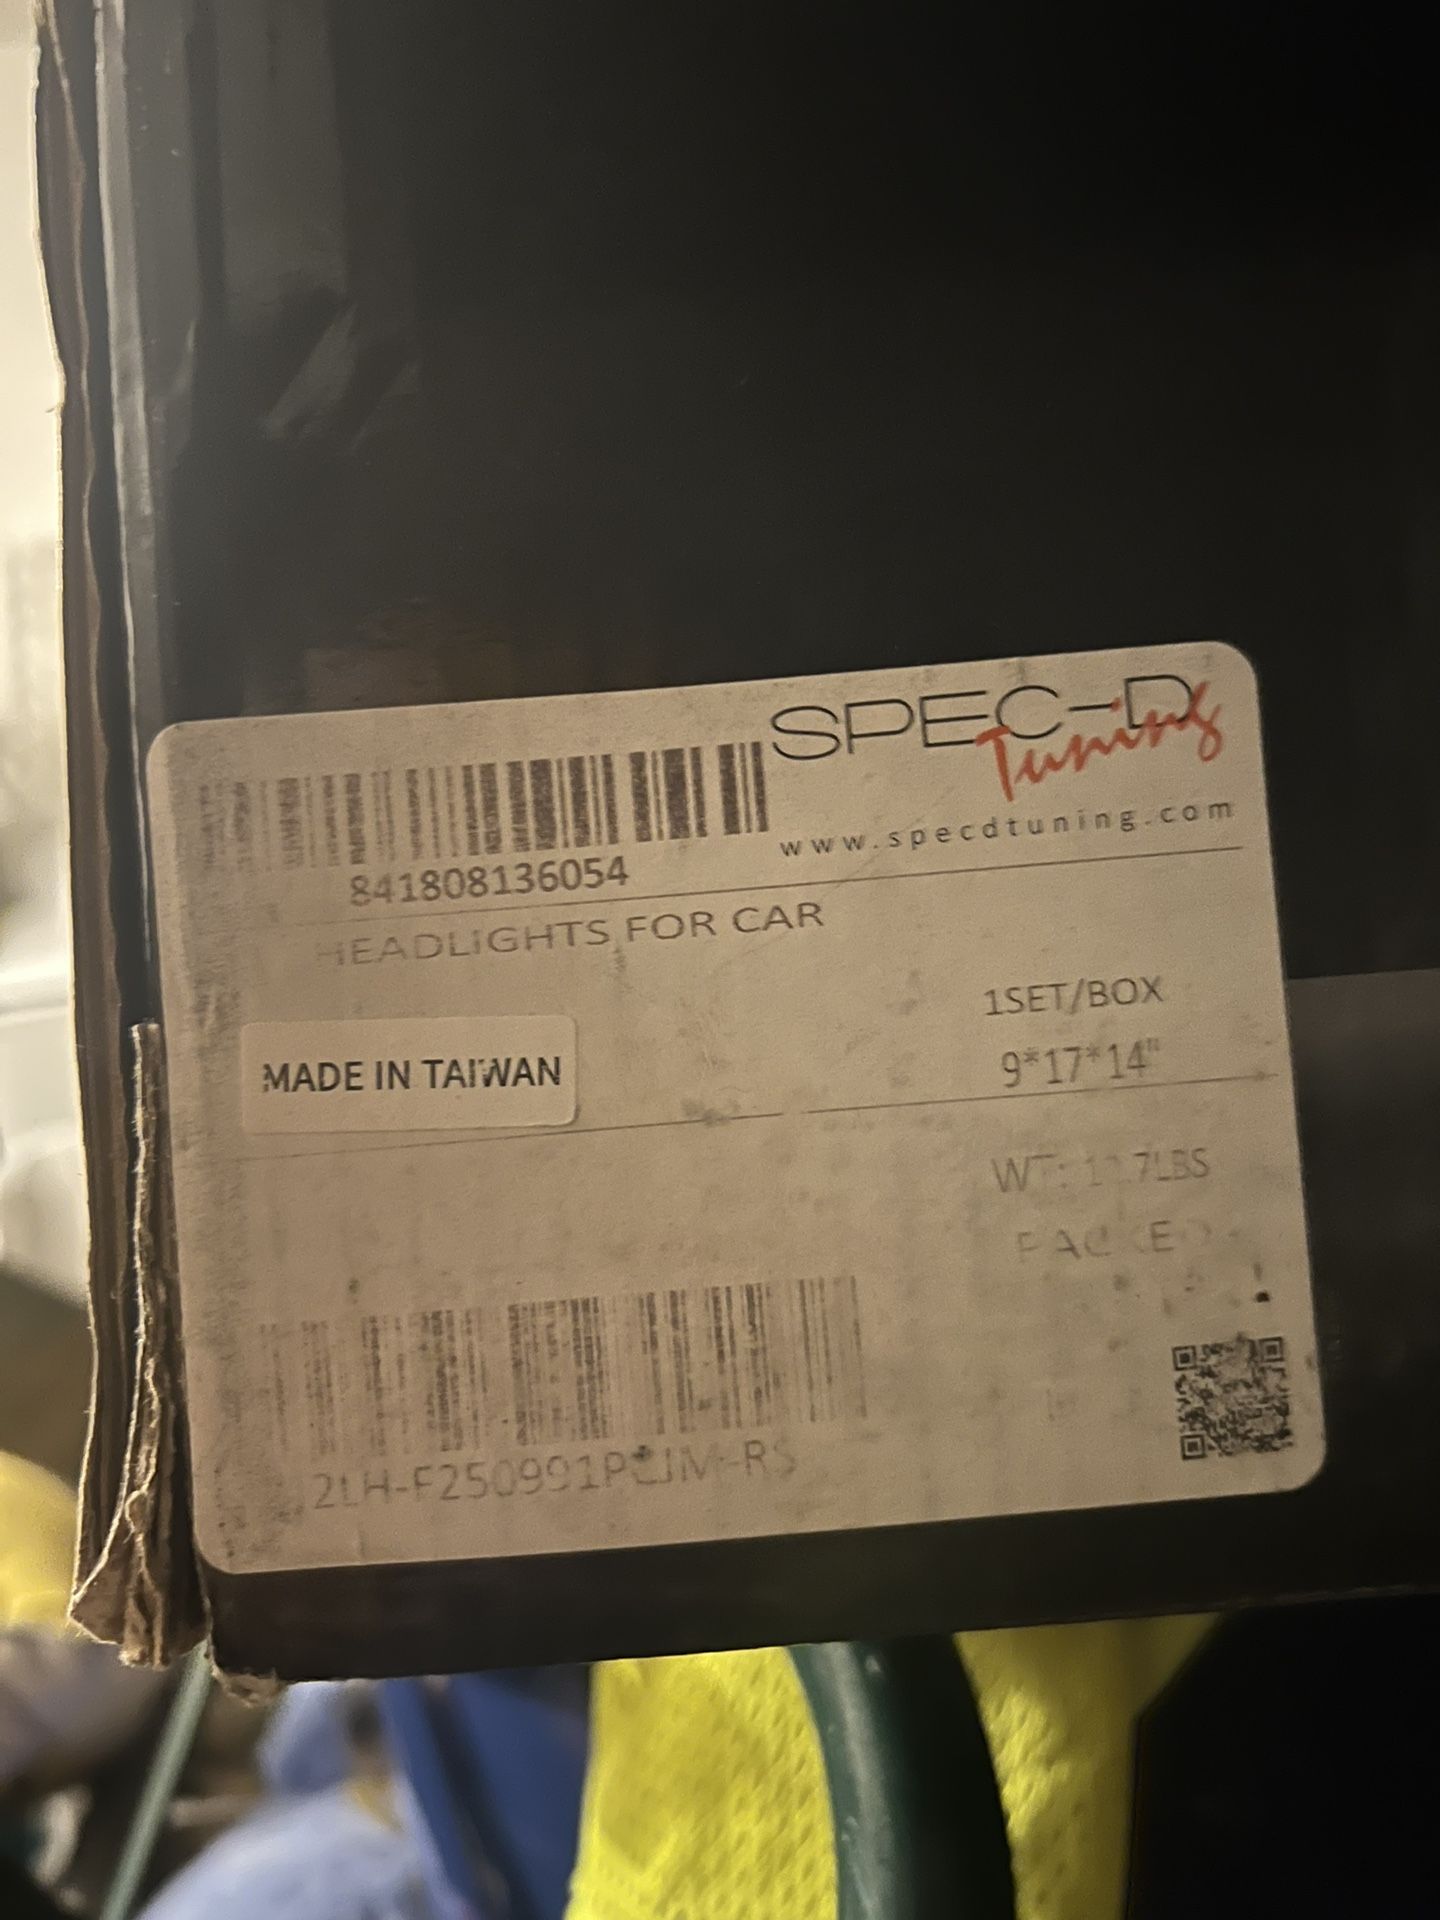 SPEC-D
Tuning
www.specdtuning.com
841808136054
HEADLIGHTS FOR CAR
1SET/BOX
MADE IN TAIWAN
9*17*14"